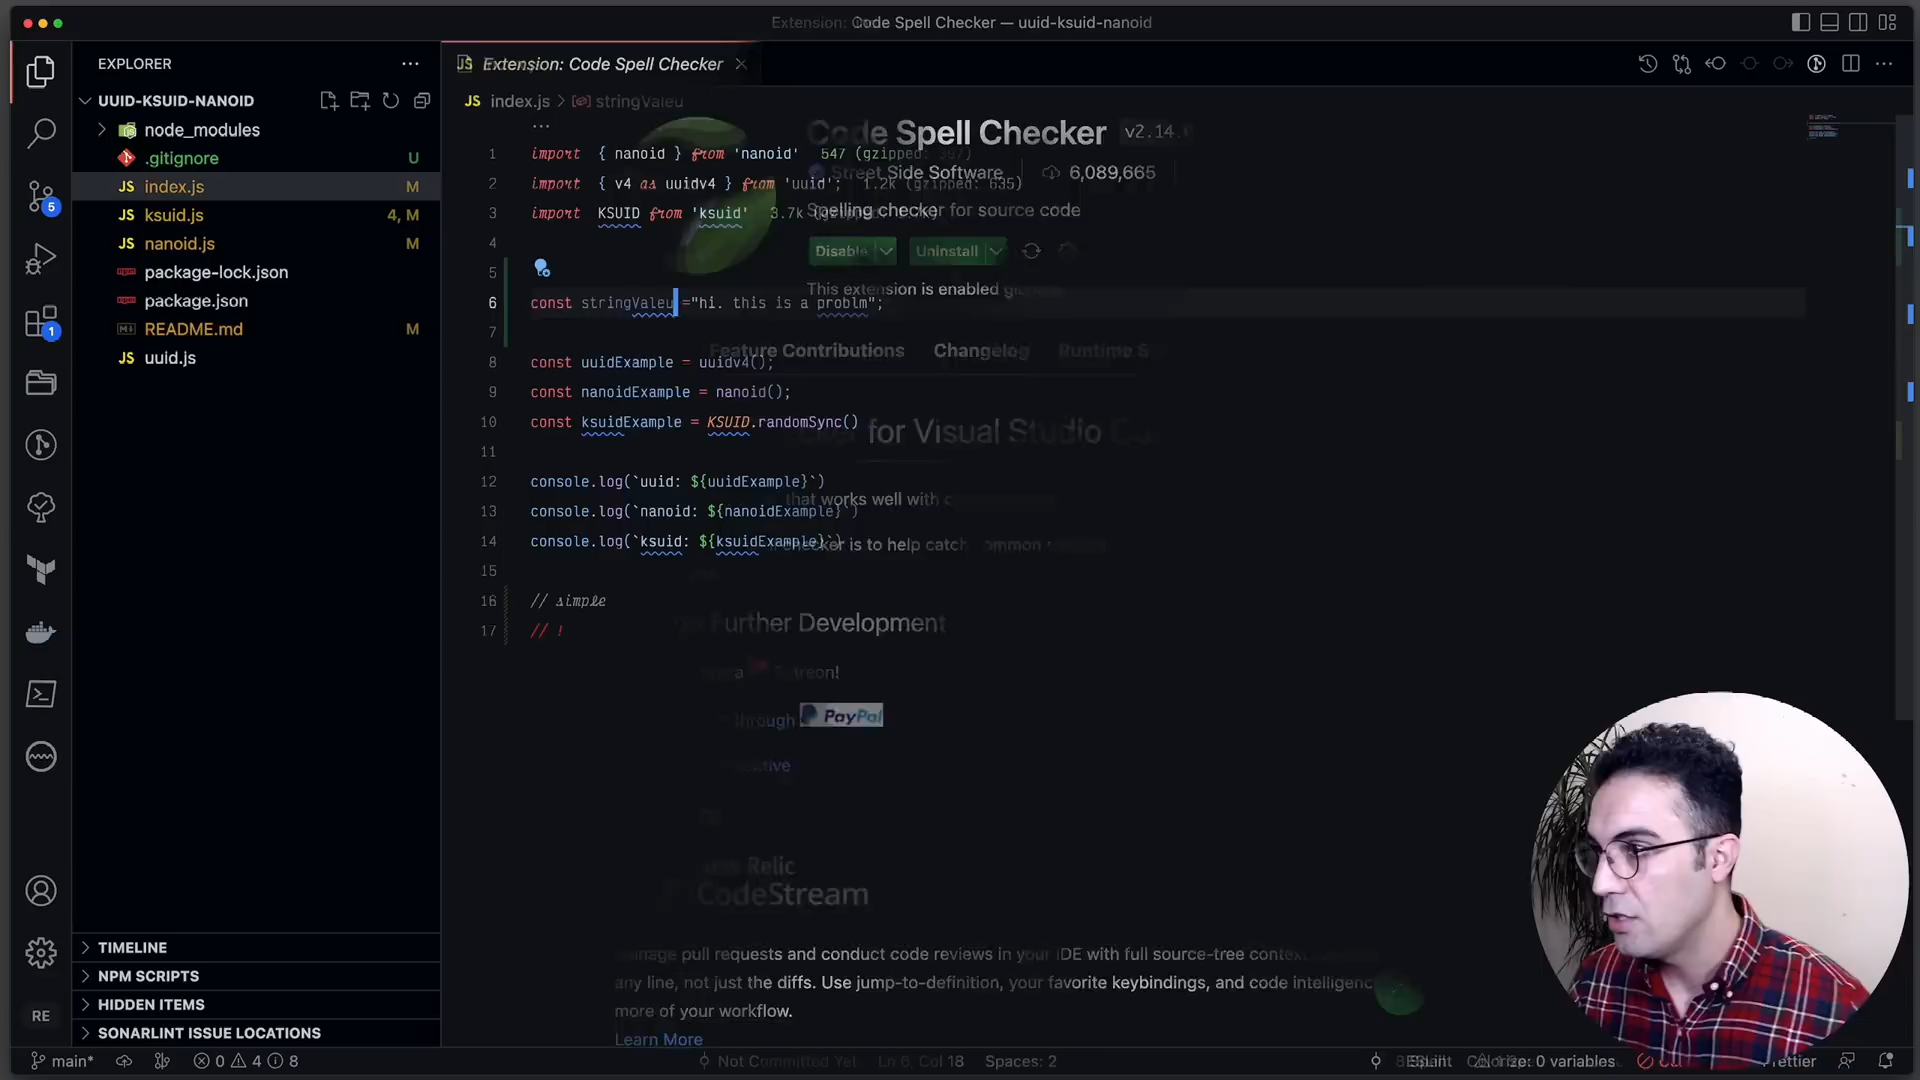 Code Spell Checker — uuid-ksuid-nanoid
EXPLORER
Extension: Code Spell Checker
UUID-KSUID-NANOID
node_modules
.gitignore U
index.js M
ksuid.js 4, M
nanoid.js M
package-lock.json
package.json
README.md M
uuid.js
5
1
RE
TIMELINE
NPM SCRIPTS
HIDDEN ITEMS
SONARLINT ISSUE LOCATIONS
index.js > stringValeu
Code Spell Checker v2.14.
Street Side Software 6,089,665
Spelling checker for source code
Disable Uninstall
This extension is enabled
Feature Contributions Changelog Runtime S
for Visual Studio
that works well with
is to help catch common
Further Development
through PayPal
Relic
CodeStream
1 import { nanoid } from 'nanoid' 547 (gzipped:
2 import { v4 as uuidv4 } from 'uuid'; 1.2k (gzipped: 635)
3 import KSUID from 'ksuid' 3.7k
4
5
6 const stringValeu ="hi. this is a problm";
7
8 const uuidExample = uuidv4();
9 const nanoidExample = nanoid();
10 const ksuidExample = KSUID.randomSync()
11
12 console.log(`uuid: ${uuidExample}`)
13 console.log(`nanoid: ${nanoidExample}`)
14 console.log(`ksuid: ${ksuidExample}`)
15
16 // simple
17 // !
pull requests and conduct code reviews in your IDE with full source-tree
any line, not just the diffs. Use jump-to-definition, your favorite keybindings, and code intelligence
more of your workflow.
Learn More
main* 0 4 8 Not Committed Yet Ln 6, Col 18 Spaces: 2 0 variables